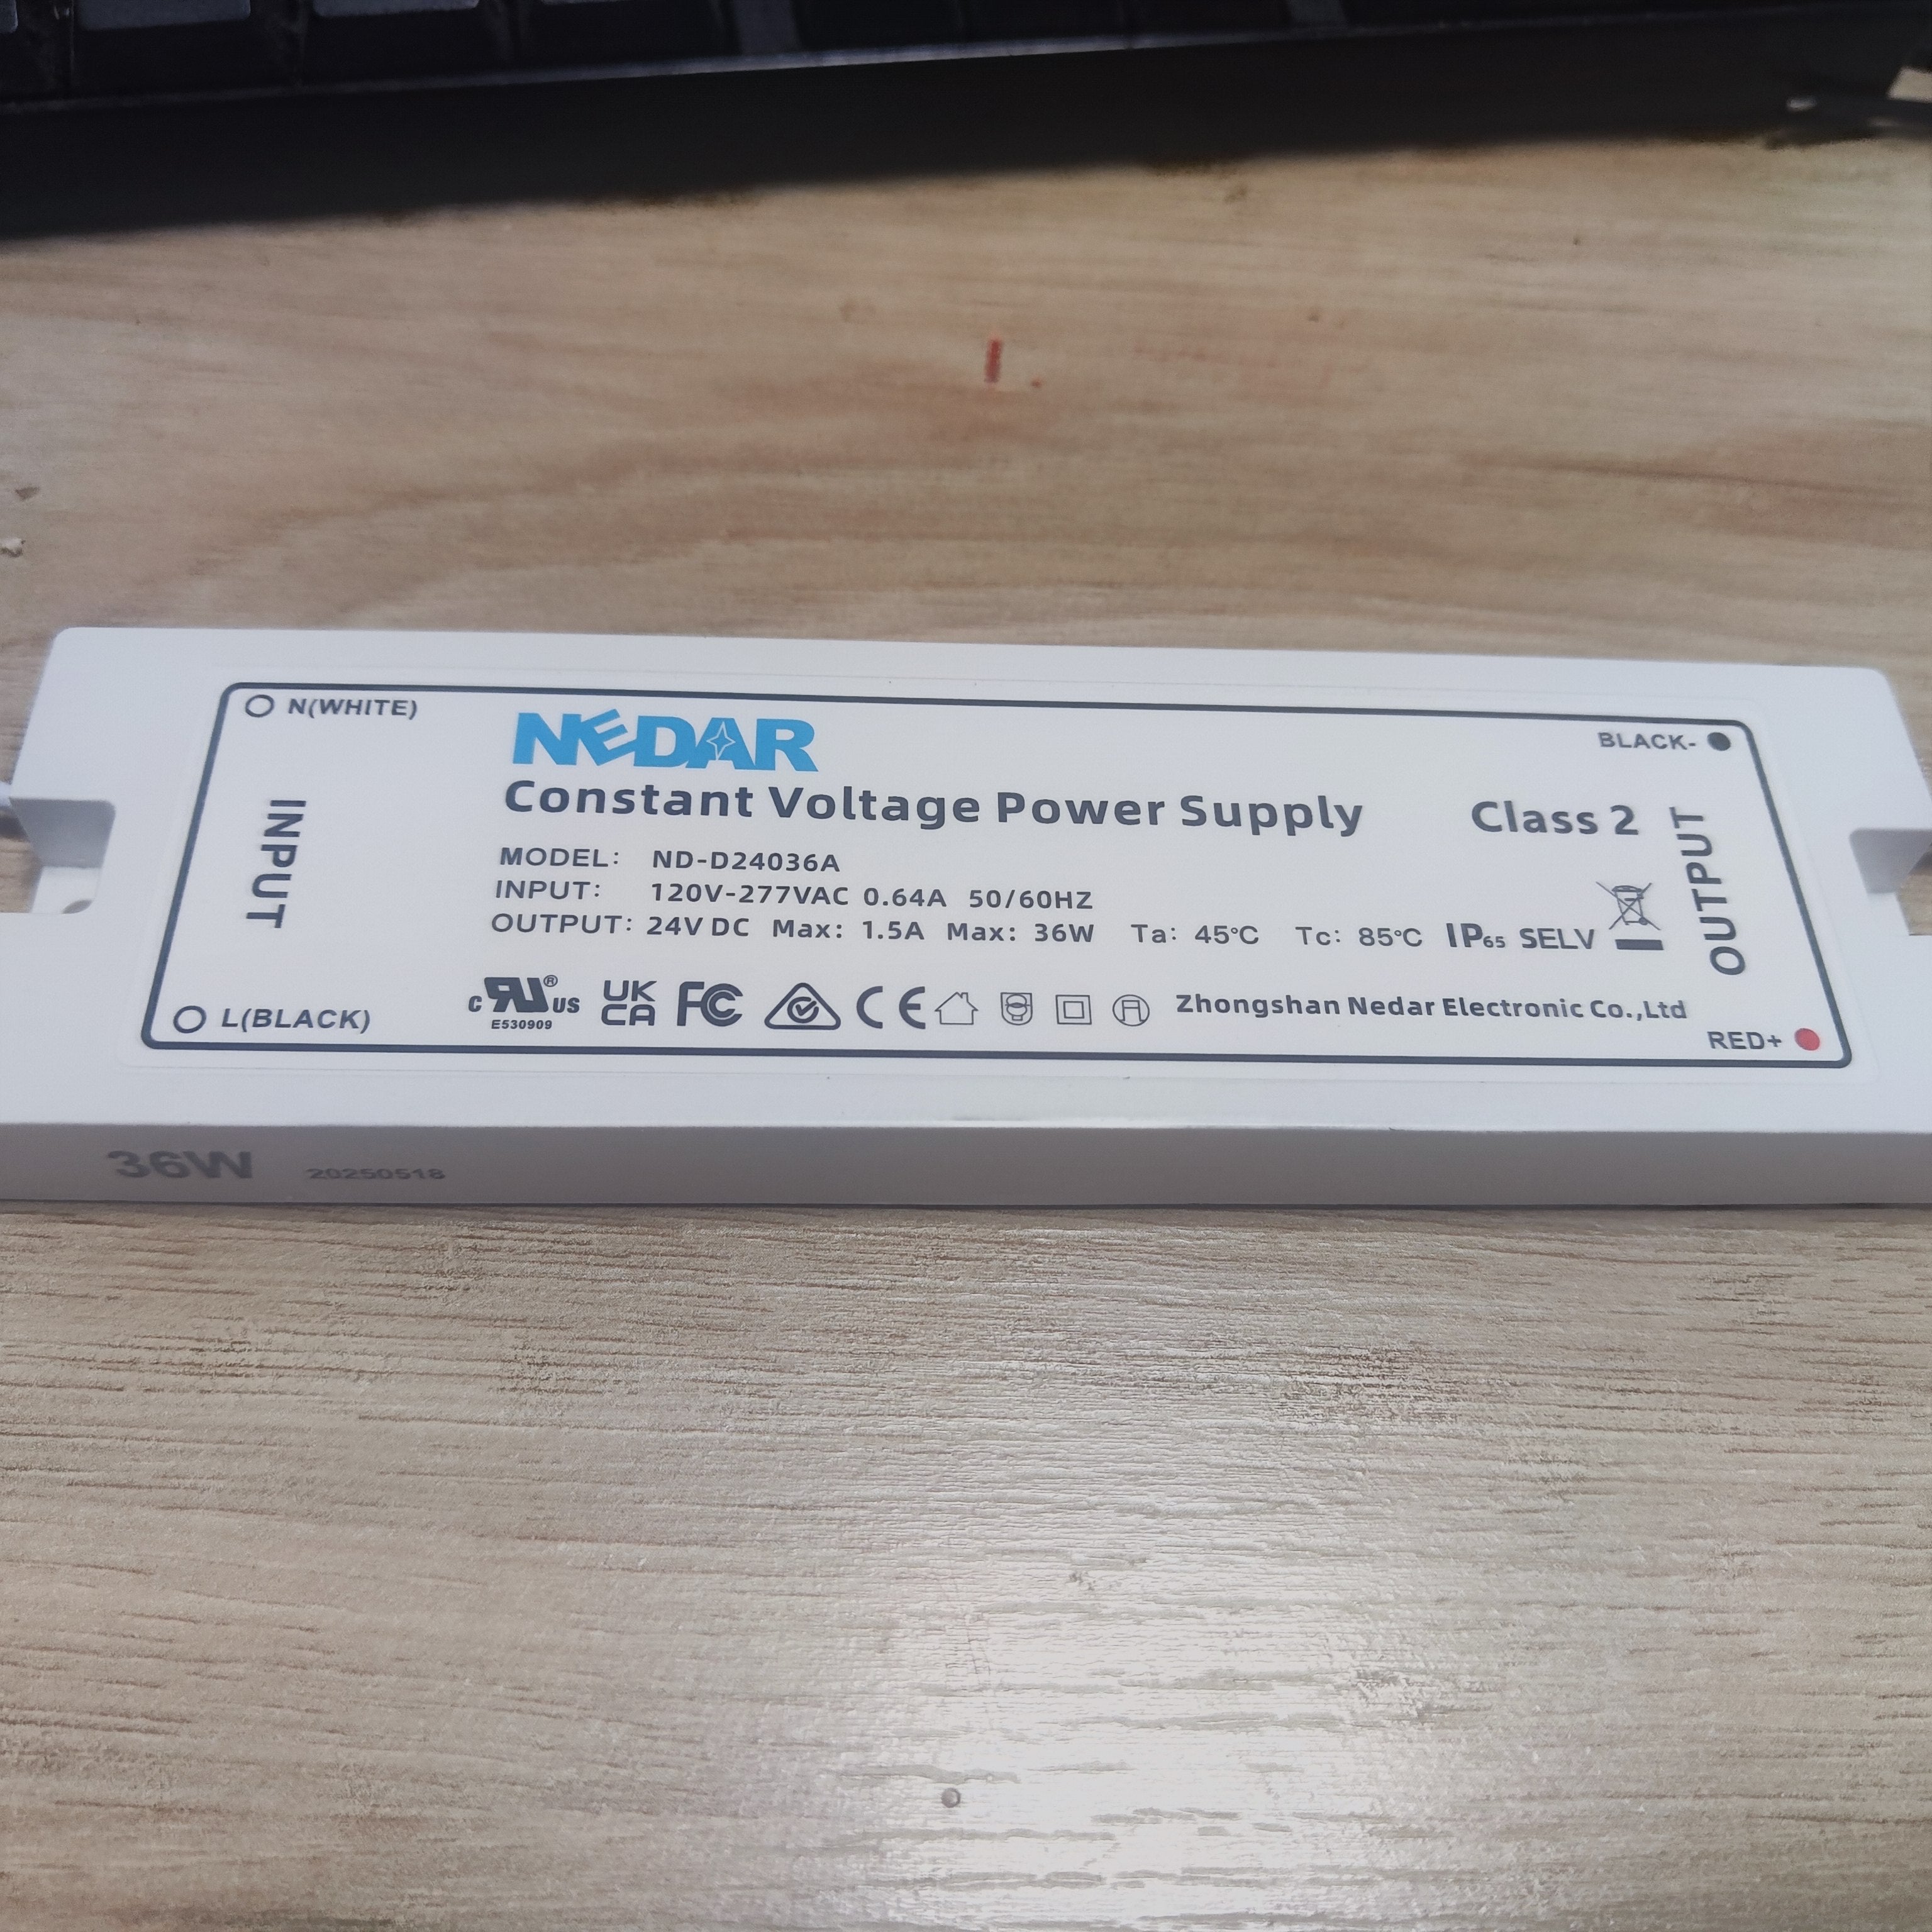 N(WHITE)
INPUT
L(BLACK)
NEDAR
Constant Voltage Power Supply
Class 2
MODEL: ND-D24036A
INPUT: 120V-277VAC 0.64A 50/60HZ
OUTPUT: 24V DC Max: 1.5A Max: 36W Ta: 45°C Tc: 85°C IP65 SELV
c RU ® US
E530909
UK
CA
FC
CE
Zhongshan Nedar Electronic Co.,Ltd
BLACK-
OUTPUT
RED+
36W 20250518